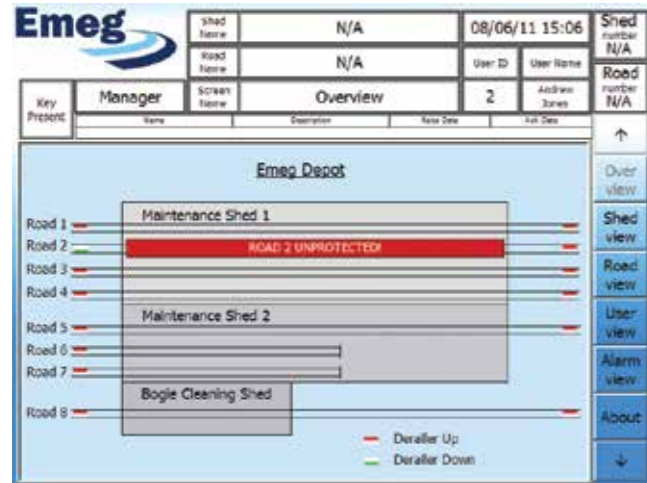 Emeg
Shed Name
N/A
08/06/11 15:06
Shed number N/A
Road Name
N/A
User ID
User Name
Road number N/A
Key Present
Manager
Screen Name
Overview
2
Andrew Jones
Name
Description
Raise Date
Ack Date
↑
Emeg Depot
Over view
Maintenance Shed 1
Road 1
Shed view
Road 2
ROAD 2 UNPROTECTED!
Road 3
Road view
Road 4
Maintenance Shed 2
User view
Road 5
Road 6
Road 7
Alarm view
Bogie Cleaning Shed
Road 8
About
Derailer Up
Derailer Down
↓